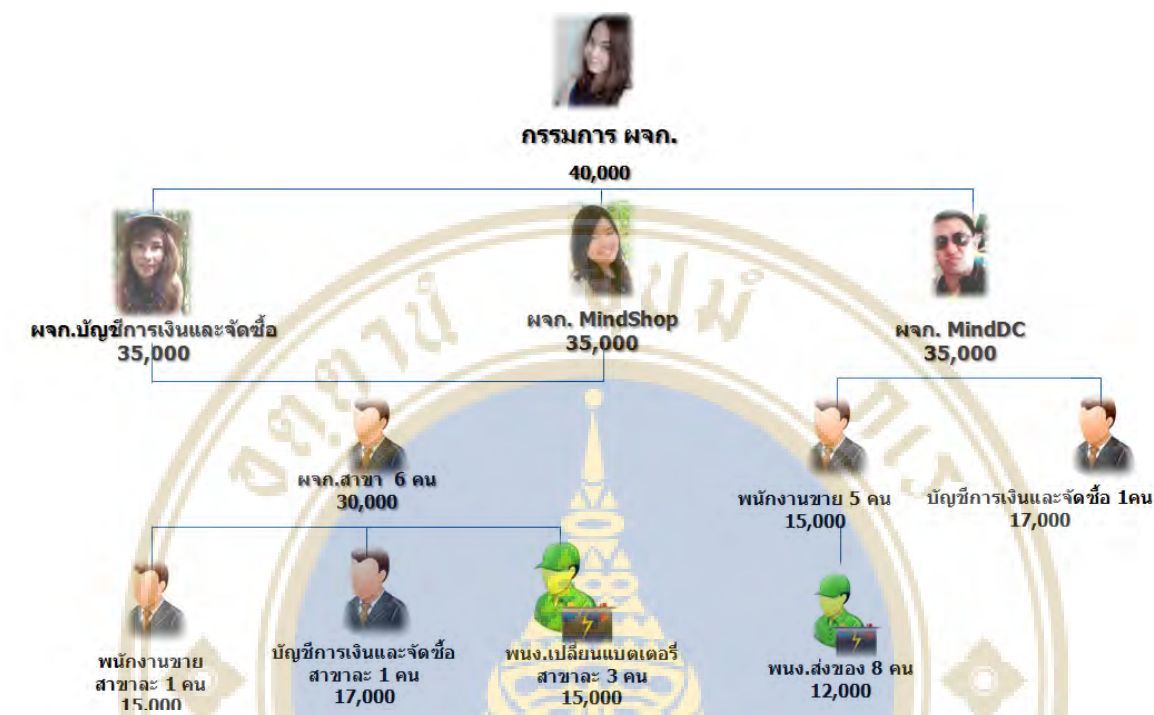 กรรมการ ผจก.
40,000
ผจก.บัญชีการเงินและจัดซื้อ
35,000
ผจก. MindShop
35,000
ผจก. MindDC
35,000
ผจก.สาขา 6 คน
30,000
พนักงานขาย 5 คน
15,000
บัญชีการเงินและจัดซื้อ 1คน
17,000
พนักงานขาย
สาขาละ 1 คน
15,000
บัญชีการเงินและจัดซื้อ
สาขาละ 1 คน
17,000
พนง.เปลี่ยนแบตเตอรี่
สาขาละ 3 คน
15,000
พนง.ส่งของ 8 คน
12,000